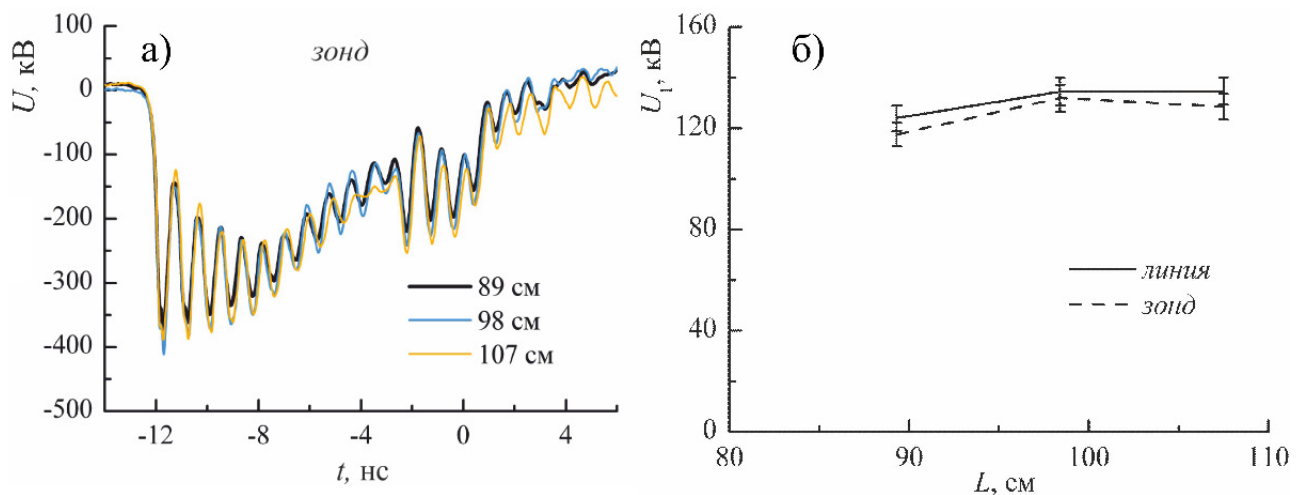 а)
зонд
U, кВ
100
0
-100
-200
-300
-400
-500
89 см
98 см
107 см
-12
-8
-4
0
4
t, нс
б)
U₁, кВ
160
120
80
40
0
линия
зонд
80
90
100
110
L, см